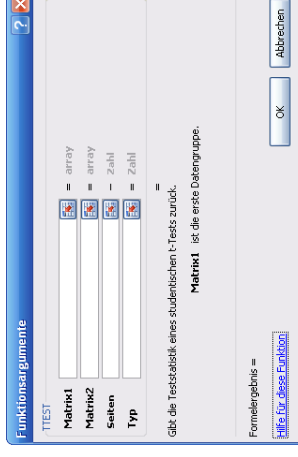 Funktionsargumente
TTEST
Matrix1 = array
Matrix2 = array
Seiten = Zahl
Typ = Zahl
=
Gibt die Teststatistik eines studentischen t-Tests zurück.
Matrix1 ist die erste Datengruppe.
Formelergebnis =
Hilfe für diese Funktion OK Abbrechen